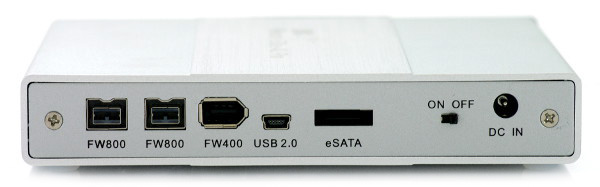 ON OFF
FW800 FW800 FW400 USB 2.0 eSATA DC IN